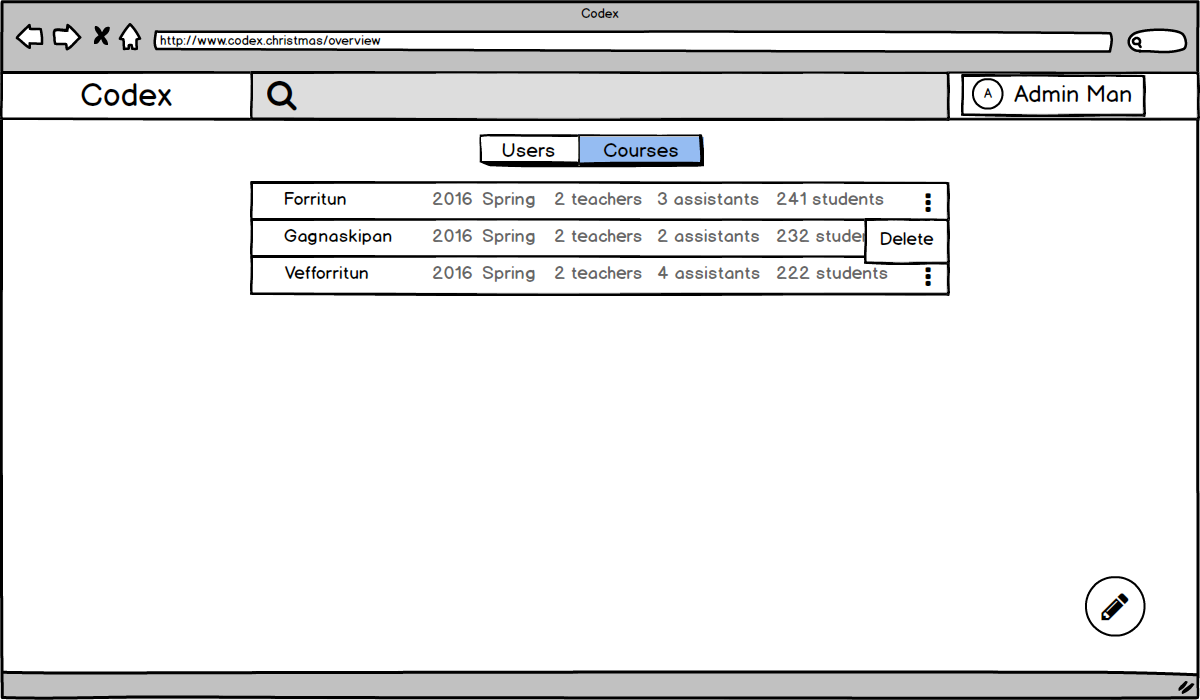 Codex
http://www.codex.christmas/overview
Codex
A Admin Man
Users Courses
Forritun 2016 Spring 2 teachers 3 assistants 241 students
Gagnaskipan 2016 Spring 2 teachers 2 assistants 232
Delete
Vefforritun 2016 Spring 2 teachers 4 assistants 222 students